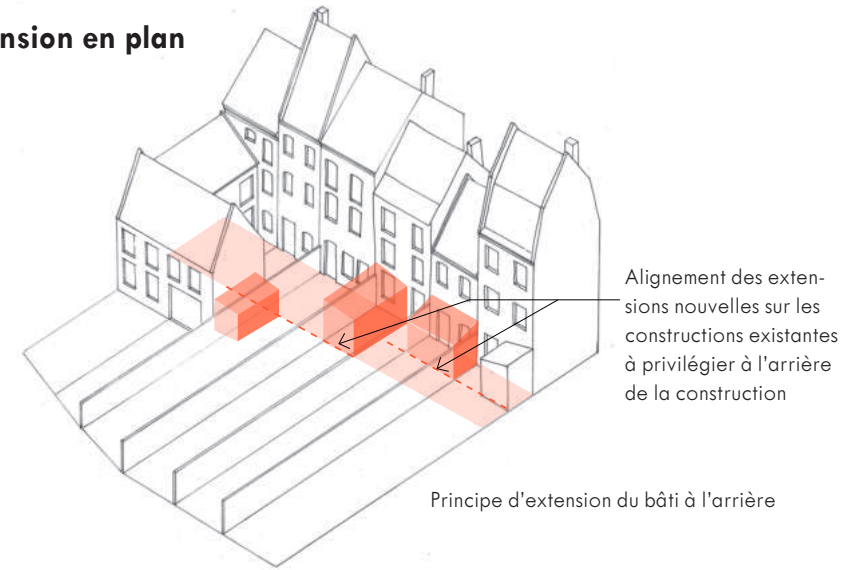 nsion en plan
Alignement des exten-
sions nouvelles sur les
constructions existantes
à privilégier à l'arrière
de la construction
Principe d'extension du bâti à l'arrière